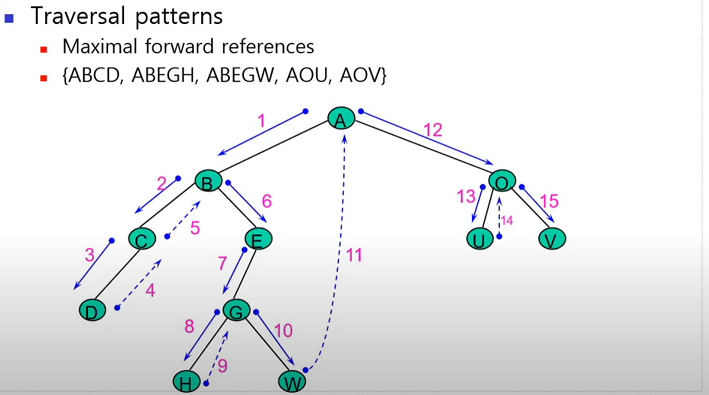 Traversal patterns
Maximal forward references
{ABCD, ABEGH, ABEGW, AOU, AOV}
1
A
12
2
B
6
13
O
15
5
14
3
C
E
U
V
7
11
4
D
8
G
10
9
H
W